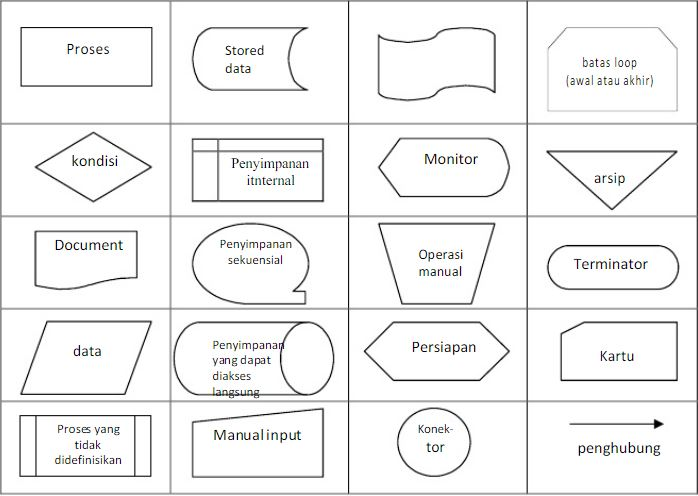 Proses
Stored
data
batas loop
(awal atau akhir)
kondisi
Penyimpanan
itnternal
Monitor
arsip
Document
Penyimpanan
sekuensial
Operasi
manual
Terminator
data
Penyimpanan
yang dapat
diakses
langsung
Persiapan
Kartu
Proses yang
tidak
didefinisikan
Manual input
Konek-
tor
penghubung